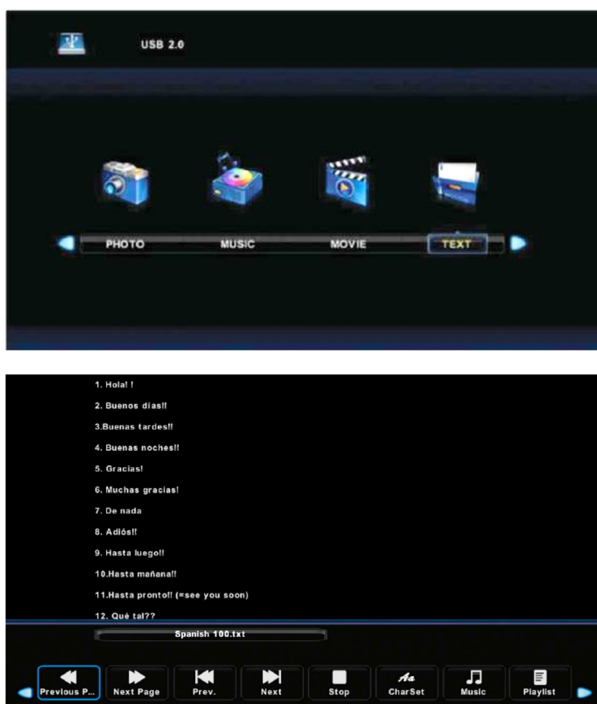 USB 2.0
PHOTO MUSIC MOVIE TEXT
1. Hola! !
2. Buenos días!!
3.Buenas tardes!!
4. Buenas noches!!
5. Gracias!
6. Muchas gracias!
7. De nada
8. Adiós!!
9. Hasta luego!!
10.Hasta mañana!!
11.Hasta pronto!! (=see you soon)
12. Qué tal??
Spanish 100.txt
Previous P... Next Page Prev. Next Stop CharSet Music Playlist